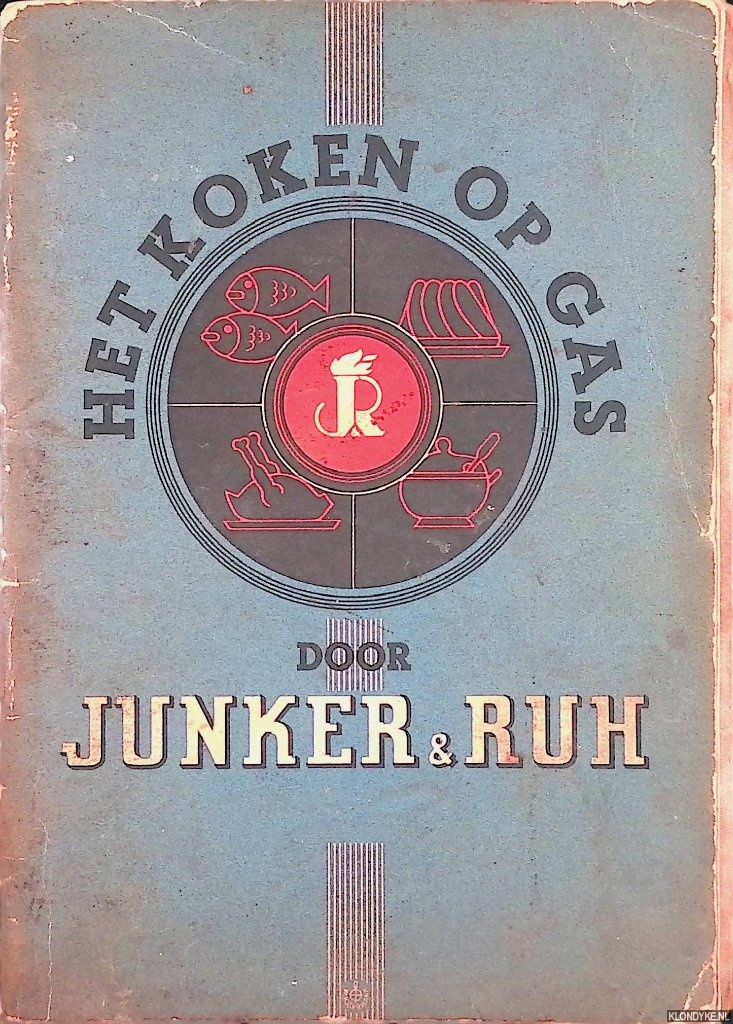 HET KOKEN OP GAS
JR
DOOR
JUNKER & RUH
KLONDYKE.NL